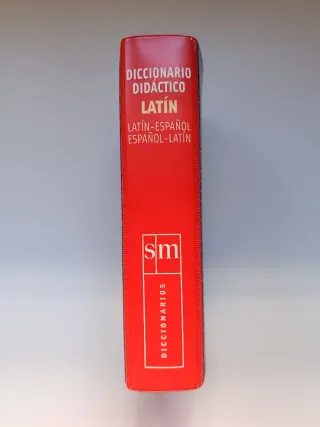 DICCIONARIO
DIDÁCTICO
LATÍN
LATÍN-ESPAÑOL
ESPAÑOL-LATÍN
sm
DICCIONARIOS